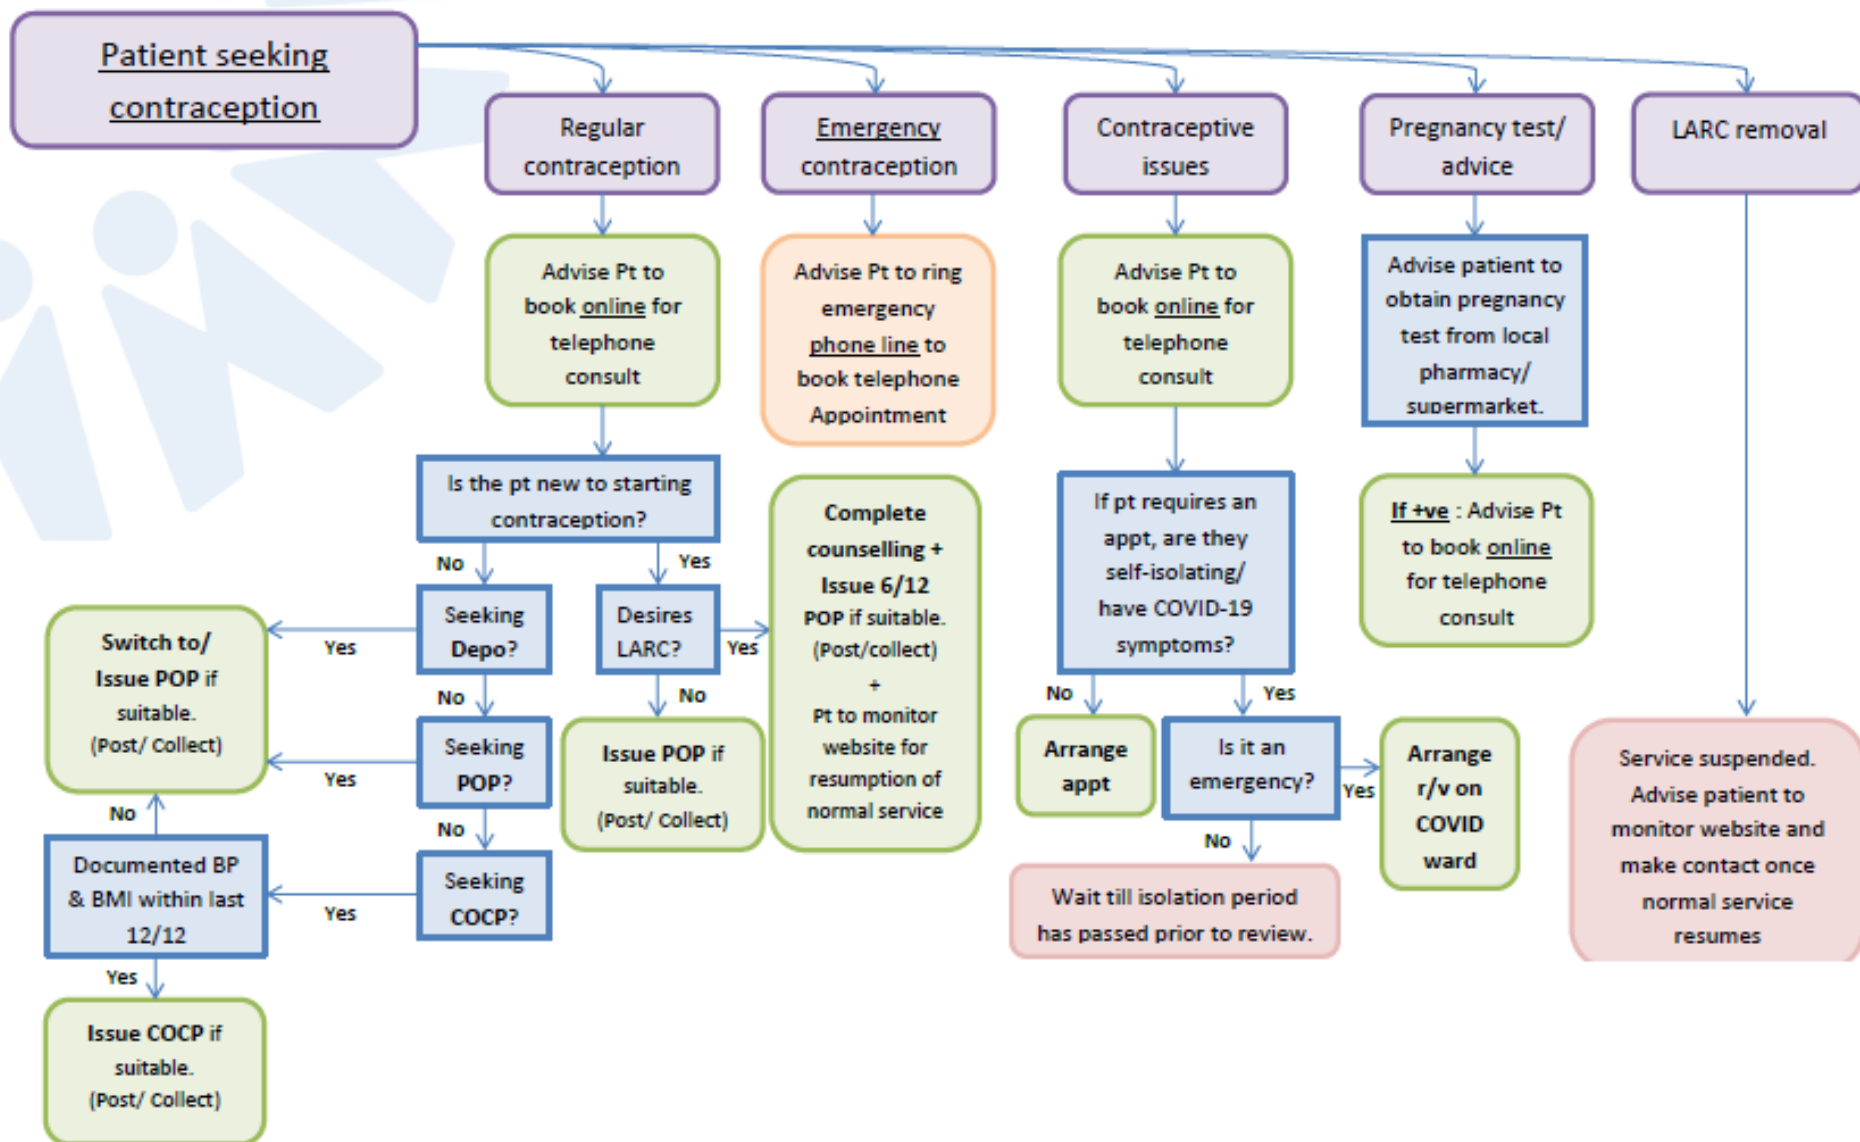 Patient seeking
contraception
Regular
contraception
Emergency
contraception
Contraceptive
issues
Pregnancy test/
advice
LARC removal
Advise Pt to
book online for
telephone
consult
Advise Pt to ring
emergency
phone line to
book telephone
Appointment
Advise Pt to
book online for
telephone
consult
Advise patient to
obtain pregnancy
test from local
pharmacy/
supermarket.
Is the pt new to starting
contraception?
No
Yes
Seeking
Depo?
Yes
No
Desires
LARC?
Yes
No
Complete
counselling +
Issue 6/12
POP if suitable.
(Post/collect)
+
Pt to monitor
website for
resumption of
normal service
Switch to/
Issue POP if
suitable.
(Post/ Collect)
Issue POP if
suitable.
(Post/ Collect)
Seeking
POP?
Yes
No
Seeking
COCP?
Yes
Documented BP
& BMI within last
12/12
No
Yes
Issue COCP if
suitable.
(Post/ Collect)
If pt requires an
appt, are they
self-isolating/
have COVID-19
symptoms?
No
Yes
Arrange
appt
Is it an
emergency?
Yes
No
Arrange
r/v on
COVID
ward
Wait till isolation period
has passed prior to review.
If +ve : Advise Pt
to book online
for telephone
consult
Service suspended.
Advise patient to
monitor website and
make contact once
normal service
resumes